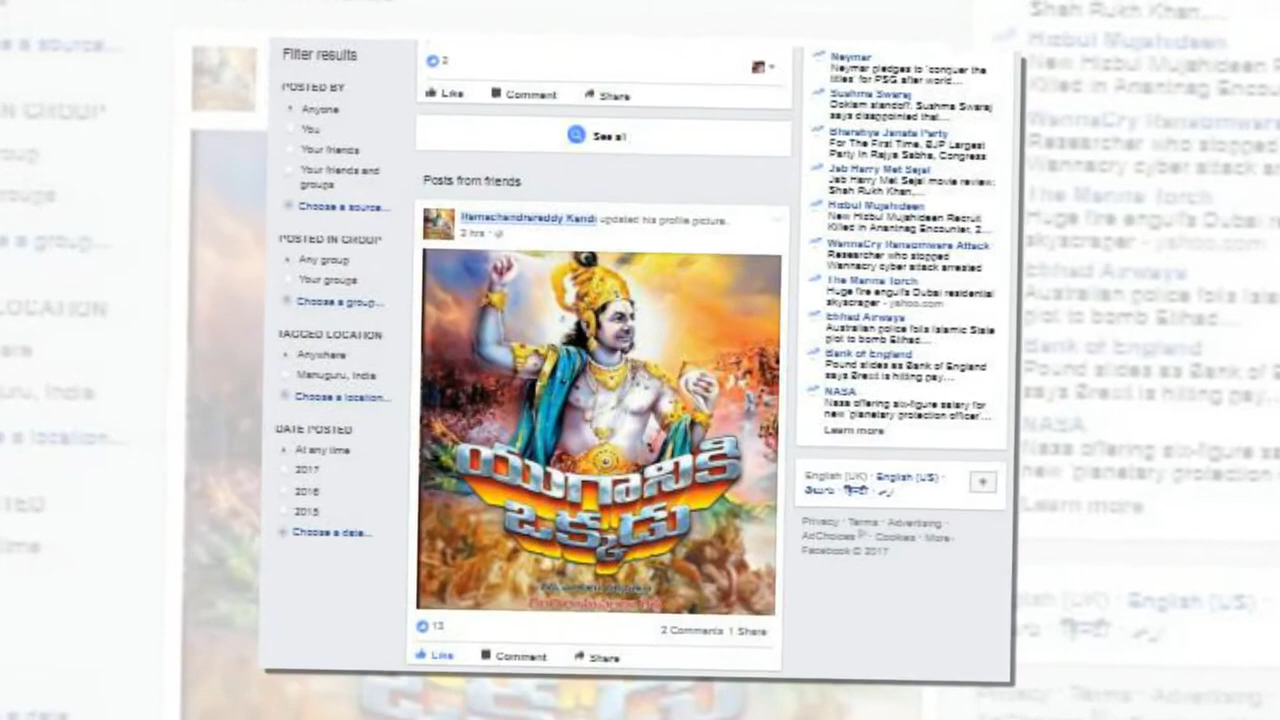 Filter results
POSTED BY
Anyone
You
Your friends
Your friends and
groups
Choose a source...
POSTED IN GROUP
Any group
Your groups
Choose a group...
TAGGED LOCATION
Anywhere
Manuguru, India
Choose a location...
DATE POSTED
At any time
2017
2016
2015
Choose a date...
2
Like Comment Share
See all
Posts from friends
Ramachandrareddy Kandi updated his profile picture.
2 hrs
యుగానికి
ఒక్కడు
13
2 Comments 1 Share
Like Comment Share
Neymar
Neymar pledges to 'conquer the
titles' for PSG after world...
Sushma Swaraj
Doklam standoff: Sushma Swaraj
says disappointed that...
Bharatiya Janata Party
For The First Time, BJP Largest
Party In Rajya Sabha, Congress
Jab Harry Met Sejal
Jab Harry Met Sejal movie review:
Shah Rukh Khan,...
Hizbul Mujahideen
New Hizbul Mujahideen Recruit
Killed in Anantnag Encounter, 2...
WannaCry Ransomware Attack
Researcher who stopped
Wannacry cyber attack arrested
The Marina Torch
Huge fire engulfs Dubai residential
skyscraper - yahoo.com
Etihad Airways
Australian police foils Islamic State
plot to bomb Etihad...
Bank of England
Pound slides as Bank of England
says Brexit is hitting pay...
NASA
Nasa offering six-figure salary for
new 'planetary protection officer'...
Learn more
English (UK) · English (US) ·
తెలుగు · हिन्दी · اردو
Privacy · Terms · Advertising ·
AdChoices · Cookies · More·
Facebook © 2017